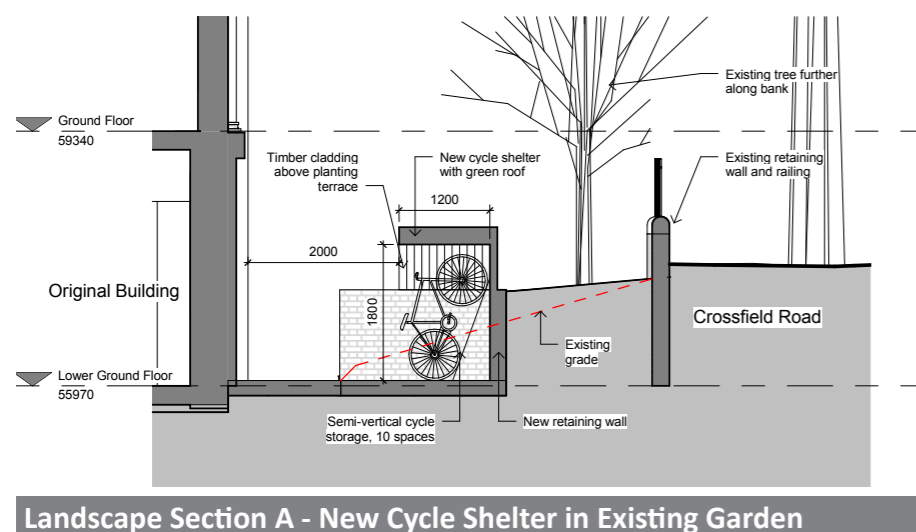 Ground Floor
59340
Existing tree further
along bank
Timber cladding
above planting
terrace
New cycle shelter
with green roof
Existing retaining
wall and railing
1200
2000
1800
Original Building
Crossfield Road
Existing
grade
Lower Ground Floor
55970
Semi-vertical cycle
storage, 10 spaces
New retaining wall
Landscape Section A - New Cycle Shelter in Existing Garden